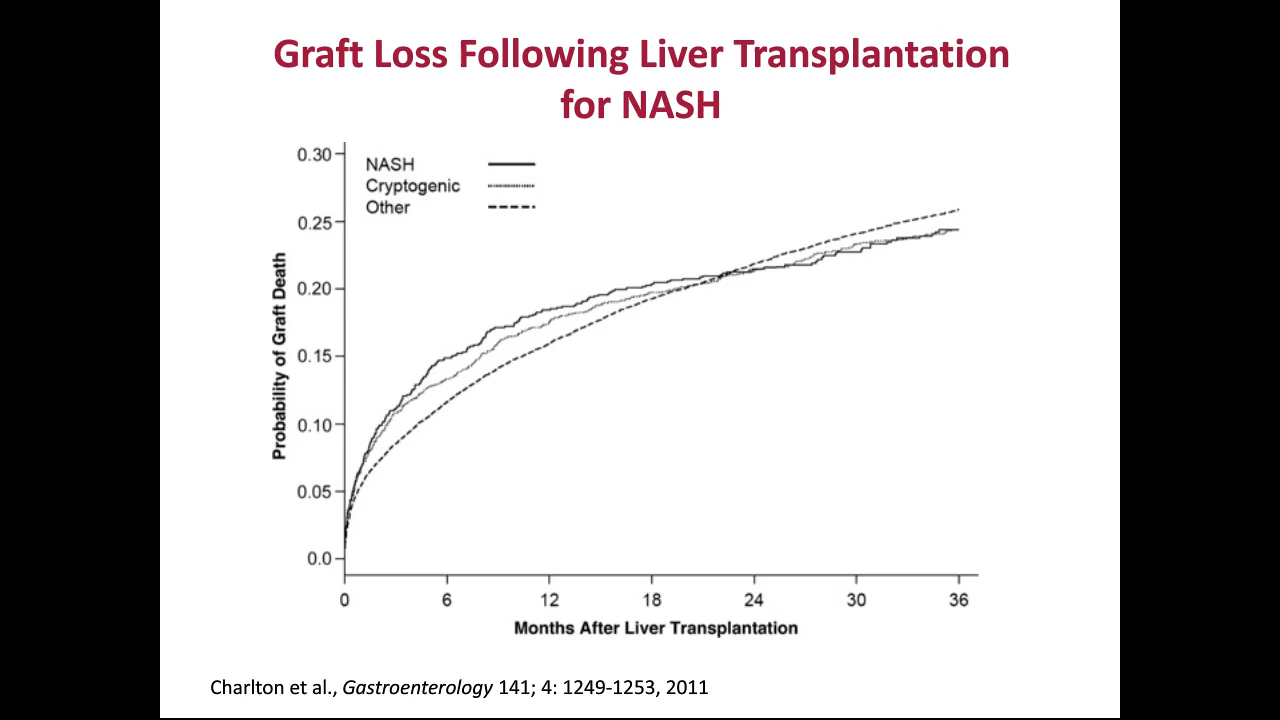 Graft Loss Following Liver Transplantation
for NASH
NASH
Cryptogenic
Other
Probability of Graft Death
0.30
0.25
0.20
0.15
0.10
0.05
0.0
0 6 12 18 24 30 36
Months After Liver Transplantation
Charlton et al., Gastroenterology 141; 4: 1249-1253, 2011